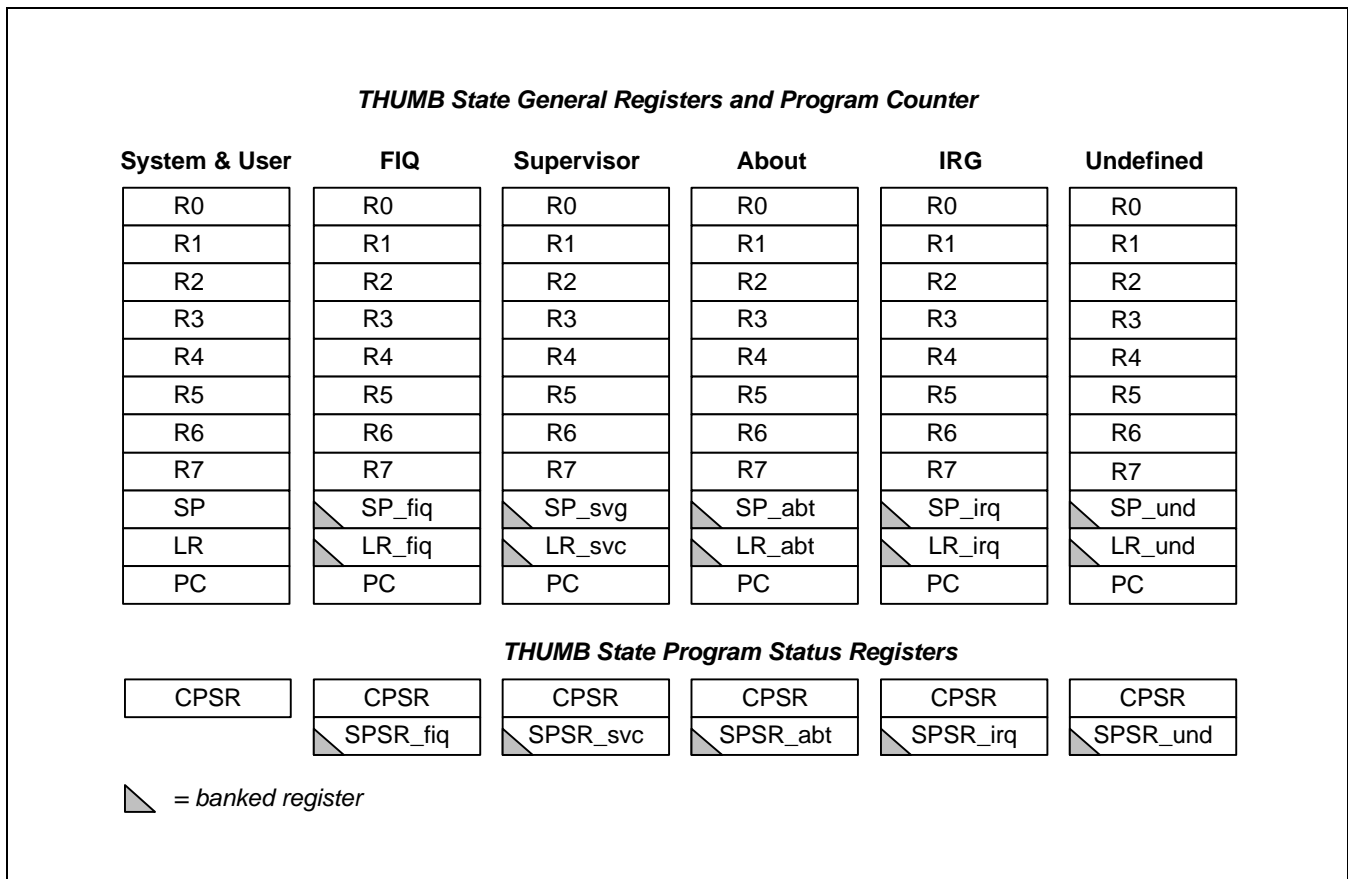 THUMB State General Registers and Program Counter
System & User FIQ Supervisor About IRG Undefined
R0 R0 R0 R0 R0 R0
R1 R1 R1 R1 R1 R1
R2 R2 R2 R2 R2 R2
R3 R3 R3 R3 R3 R3
R4 R4 R4 R4 R4 R4
R5 R5 R5 R5 R5 R5
R6 R6 R6 R6 R6 R6
R7 R7 R7 R7 R7 R7
SP SP_fiq SP_svg SP_abt SP_irq SP_und
LR LR_fiq LR_svc LR_abt LR_irq LR_und
PC PC PC PC PC PC
THUMB State Program Status Registers
CPSR CPSR CPSR CPSR CPSR CPSR
SPSR_fiq SPSR_svc SPSR_abt SPSR_irq SPSR_und
= banked register